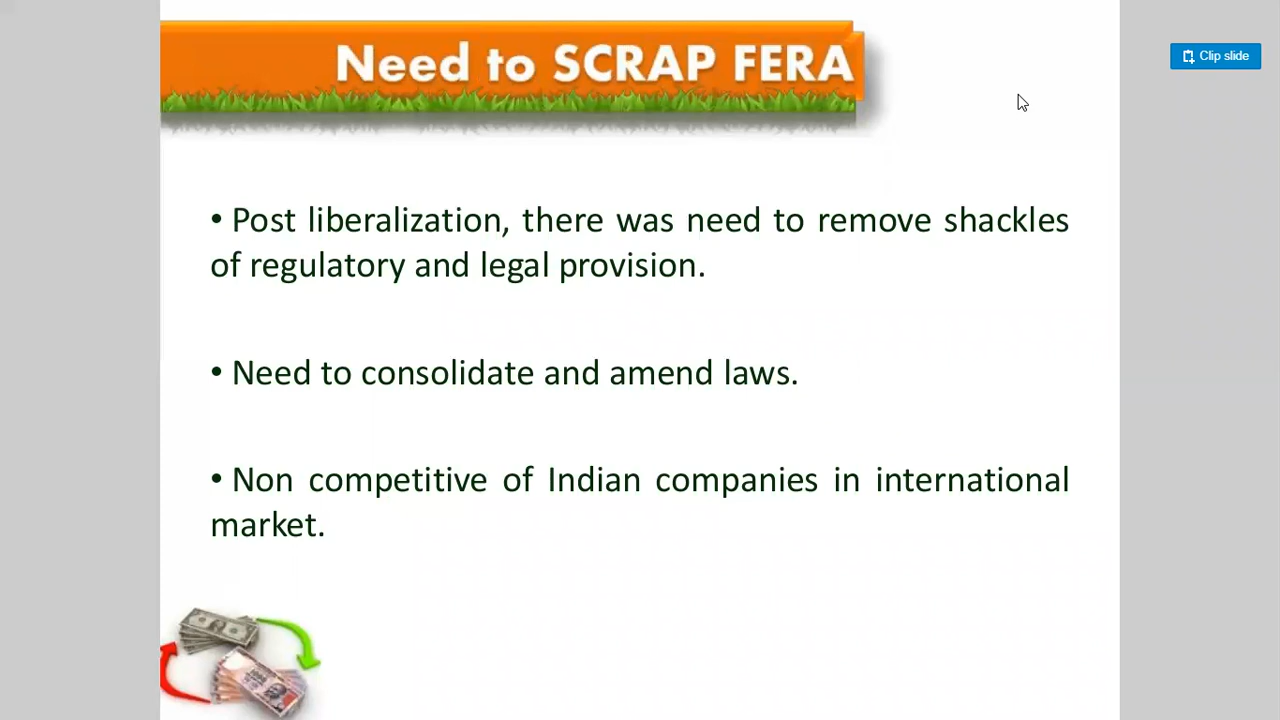 Need to SCRAP FERA
Clip slide
• Post liberalization, there was need to remove shackles
of regulatory and legal provision.
• Need to consolidate and amend laws.
• Non competitive of Indian companies in international
market.